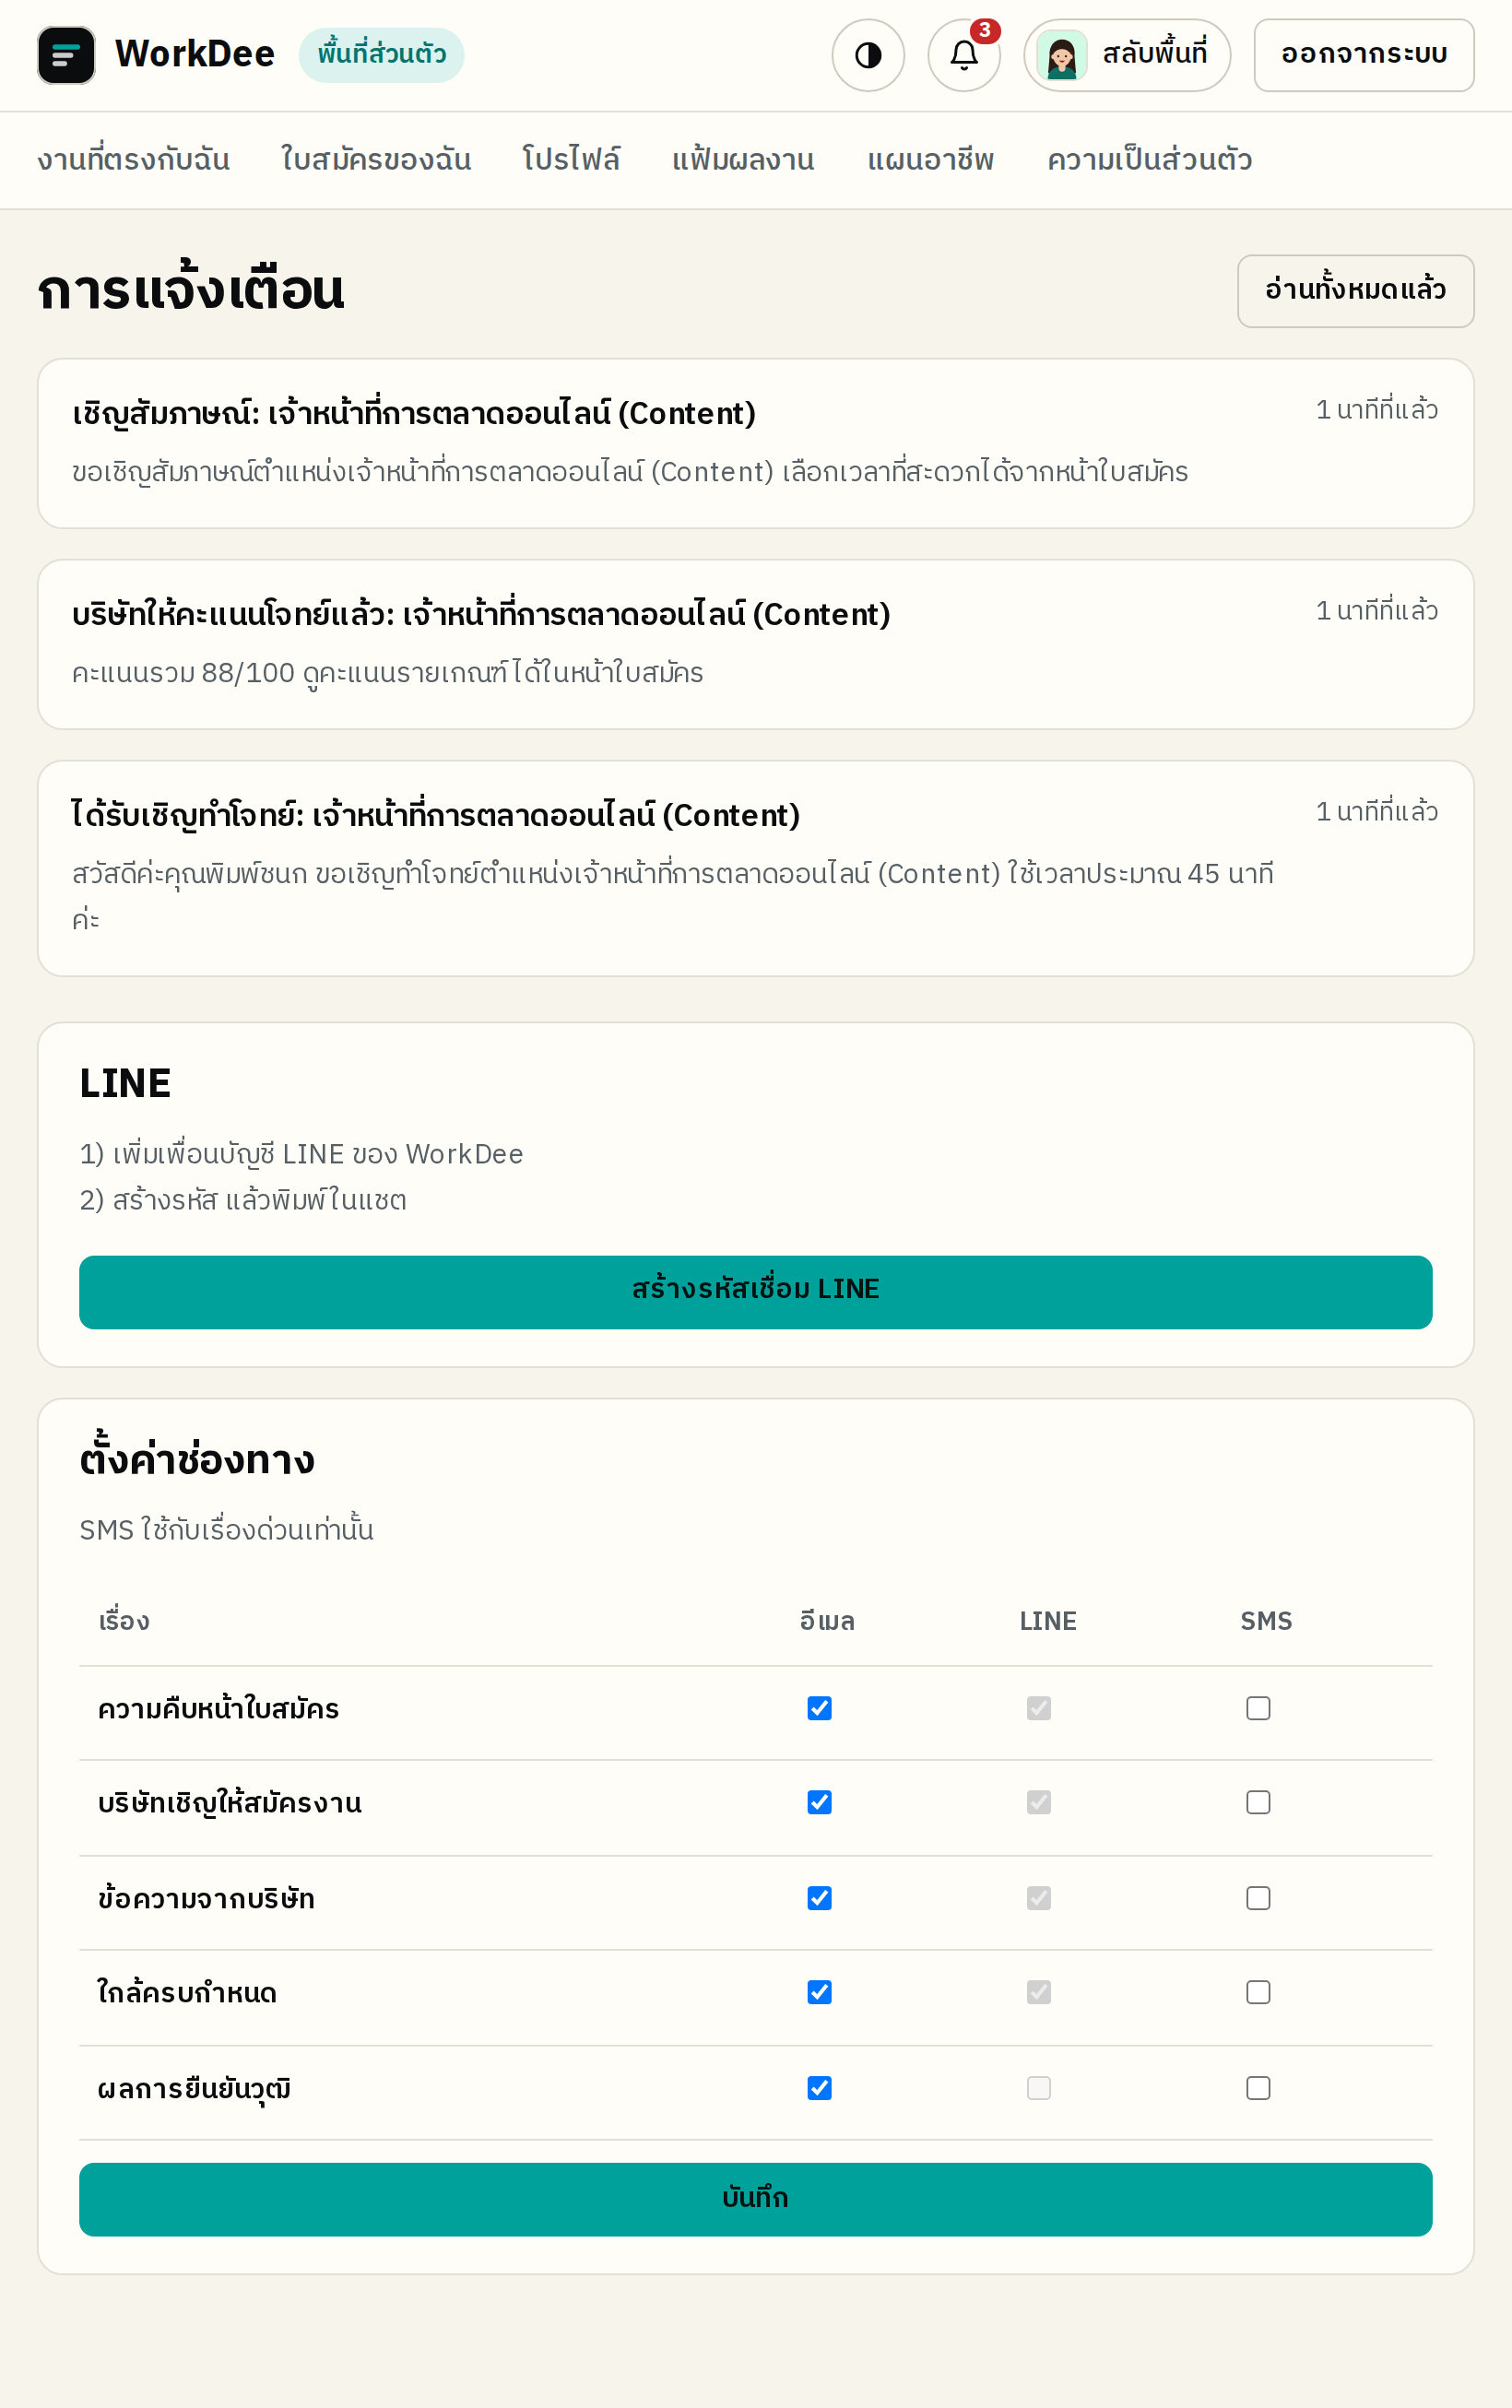 WorkDee
พื้นที่ส่วนตัว
3
สลับพื้นที่
ออกจากระบบ
งานที่ตรงกับฉัน
ใบสมัครของฉัน
โปรไฟล์
แฟ้มผลงาน
แผนอาชีพ
ความเป็นส่วนตัว
การแจ้งเตือน
อ่านทั้งหมดแล้ว
เชิญสัมภาษณ์: เจ้าหน้าที่การตลาดออนไลน์ (Content)
1 นาทีที่แล้ว
ขอเชิญสัมภาษณ์ตำแหน่งเจ้าหน้าที่การตลาดออนไลน์ (Content) เลือกเวลาที่สะดวกได้จากหน้าใบสมัคร
บริษัทให้คะแนนโจทย์แล้ว: เจ้าหน้าที่การตลาดออนไลน์ (Content)
1 นาทีที่แล้ว
คะแนนรวม 88/100 ดูคะแนนรายเกณฑ์ได้ในหน้าใบสมัคร
ได้รับเชิญทำโจทย์: เจ้าหน้าที่การตลาดออนไลน์ (Content)
1 นาทีที่แล้ว
สวัสดีค่ะคุณพิมพ์ชนก ขอเชิญทำโจทย์ตำแหน่งเจ้าหน้าที่การตลาดออนไลน์ (Content) ใช้เวลาประมาณ 45 นาที
ค่ะ
LINE
1) เพิ่มเพื่อนบัญชี LINE ของ WorkDee
2) สร้างรหัส แล้วพิมพ์ในแชต
สร้างรหัสเชื่อม LINE
ตั้งค่าช่องทาง
SMS ใช้กับเรื่องด่วนเท่านั้น
เรื่อง
อีเมล
LINE
SMS
ความคืบหน้าใบสมัคร
บริษัทเชิญให้สมัครงาน
ข้อความจากบริษัท
ใกล้ครบกำหนด
ผลการยืนยันวุฒิ
บันทึก